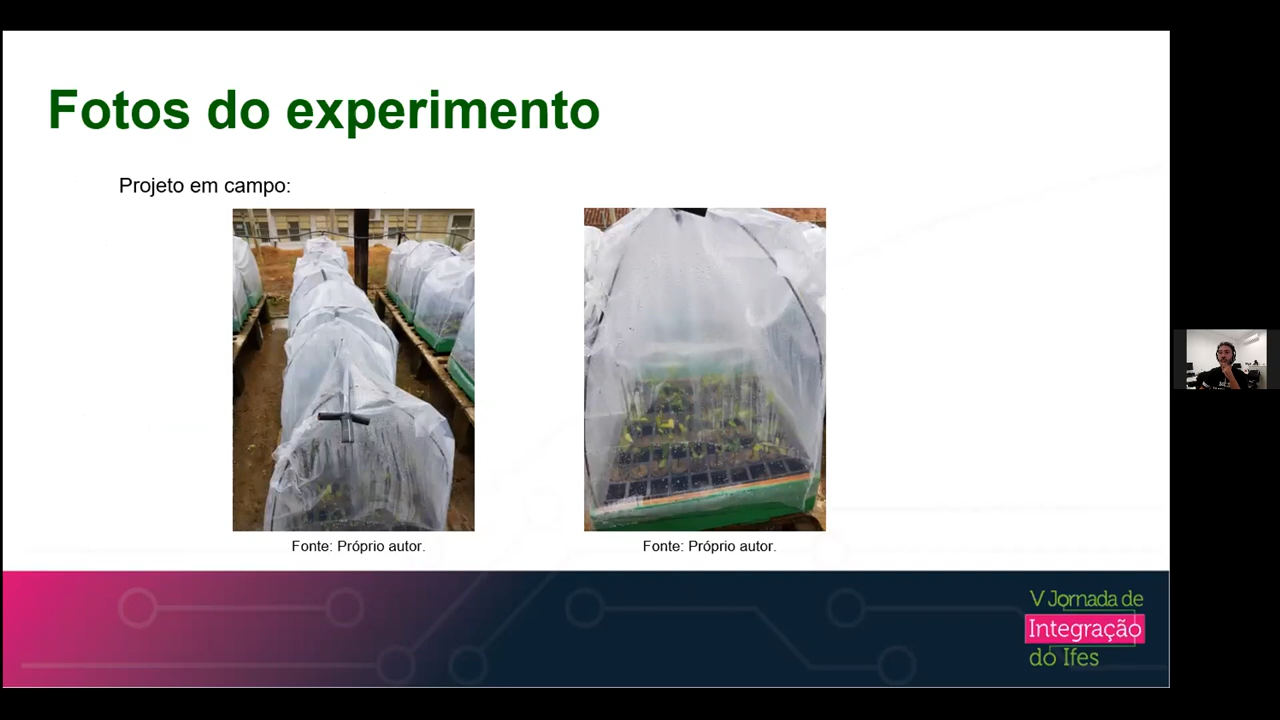 Fotos do experimento
Projeto em campo:
Fonte: Próprio autor.
Fonte: Próprio autor.
V Jornada de
Integração
do Ifes